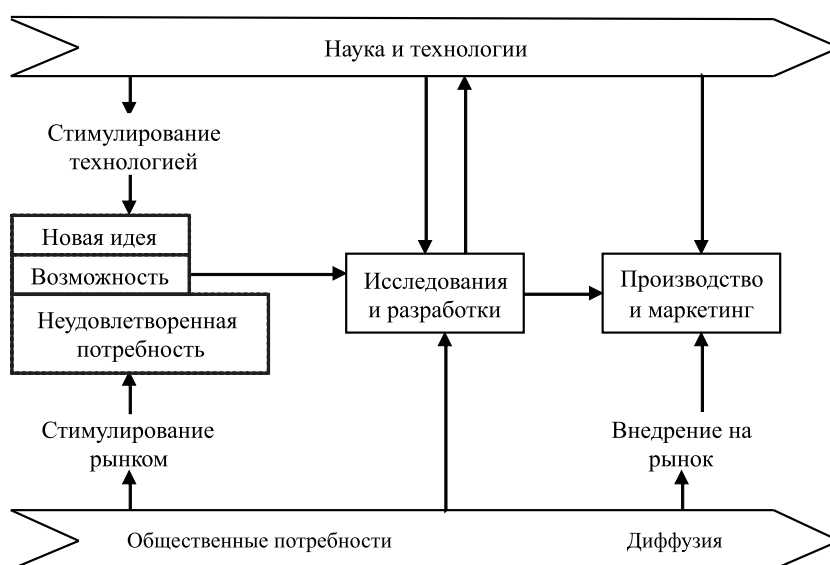 Наука и технологии
Стимулирование
технологией
Новая идея
Возможность
Неудовлетворенная
потребность
Исследования
и разработки
Производство
и маркетинг
Стимулирование
рынком
Внедрение на
рынок
Общественные потребности
Диффузия